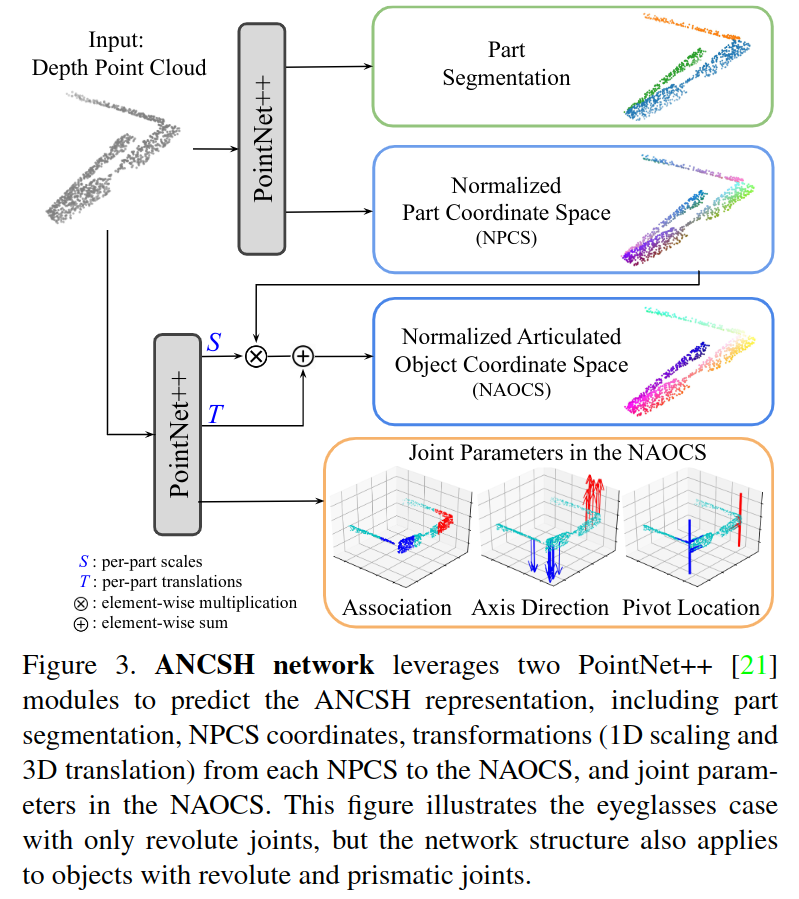 Input:
Depth Point Cloud
PointNet++
Part
Segmentation
Normalized
Part Coordinate Space
(NPCS)
S
T
PointNet++
Normalized Articulated
Object Coordinate Space
(NAOCS)
Joint Parameters in the NAOCS
Association
Axis Direction
Pivot Location
S : per-part scales
T : per-part translations
⊗ : element-wise multiplication
⊕ : element-wise sum
Figure 3. ANCSH network leverages two PointNet++ [21]
modules to predict the ANCSH representation, including part
segmentation, NPCS coordinates, transformations (1D scaling and
3D translation) from each NPCS to the NAOCS, and joint param-
eters in the NAOCS. This figure illustrates the eyeglasses case
with only revolute joints, but the network structure also applies
to objects with revolute and prismatic joints.